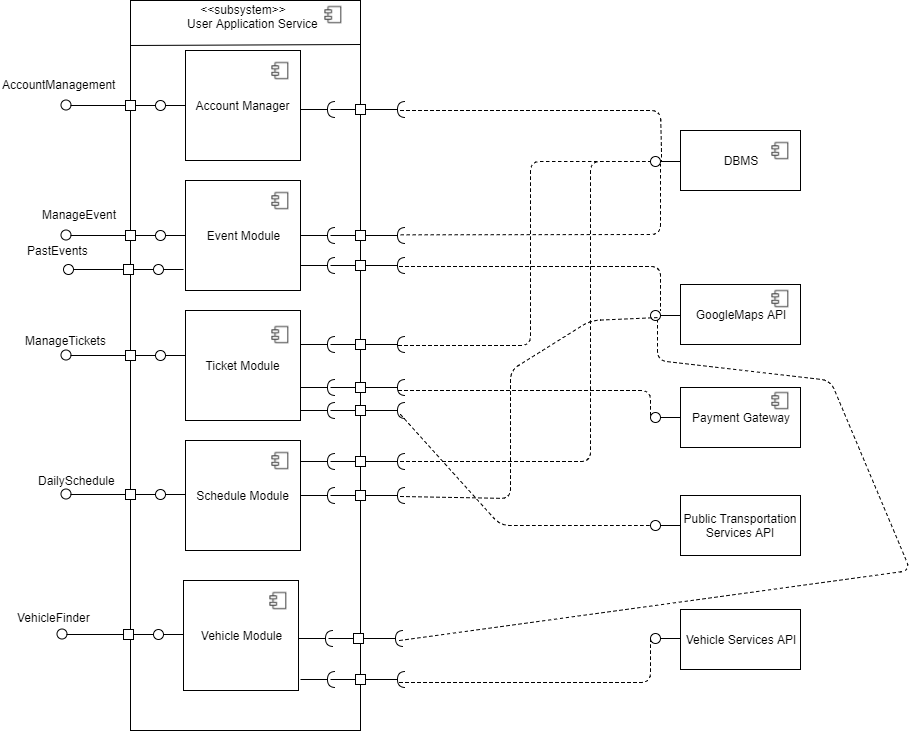 <<subsystem>>
User Application Service
AccountManagement
Account Manager
DBMS
ManageEvent
Event Module
PastEvents
GoogleMaps API
ManageTickets
Ticket Module
Payment Gateway
DailySchedule
Schedule Module
Public Transportation
Services API
VehicleFinder
Vehicle Module
Vehicle Services API